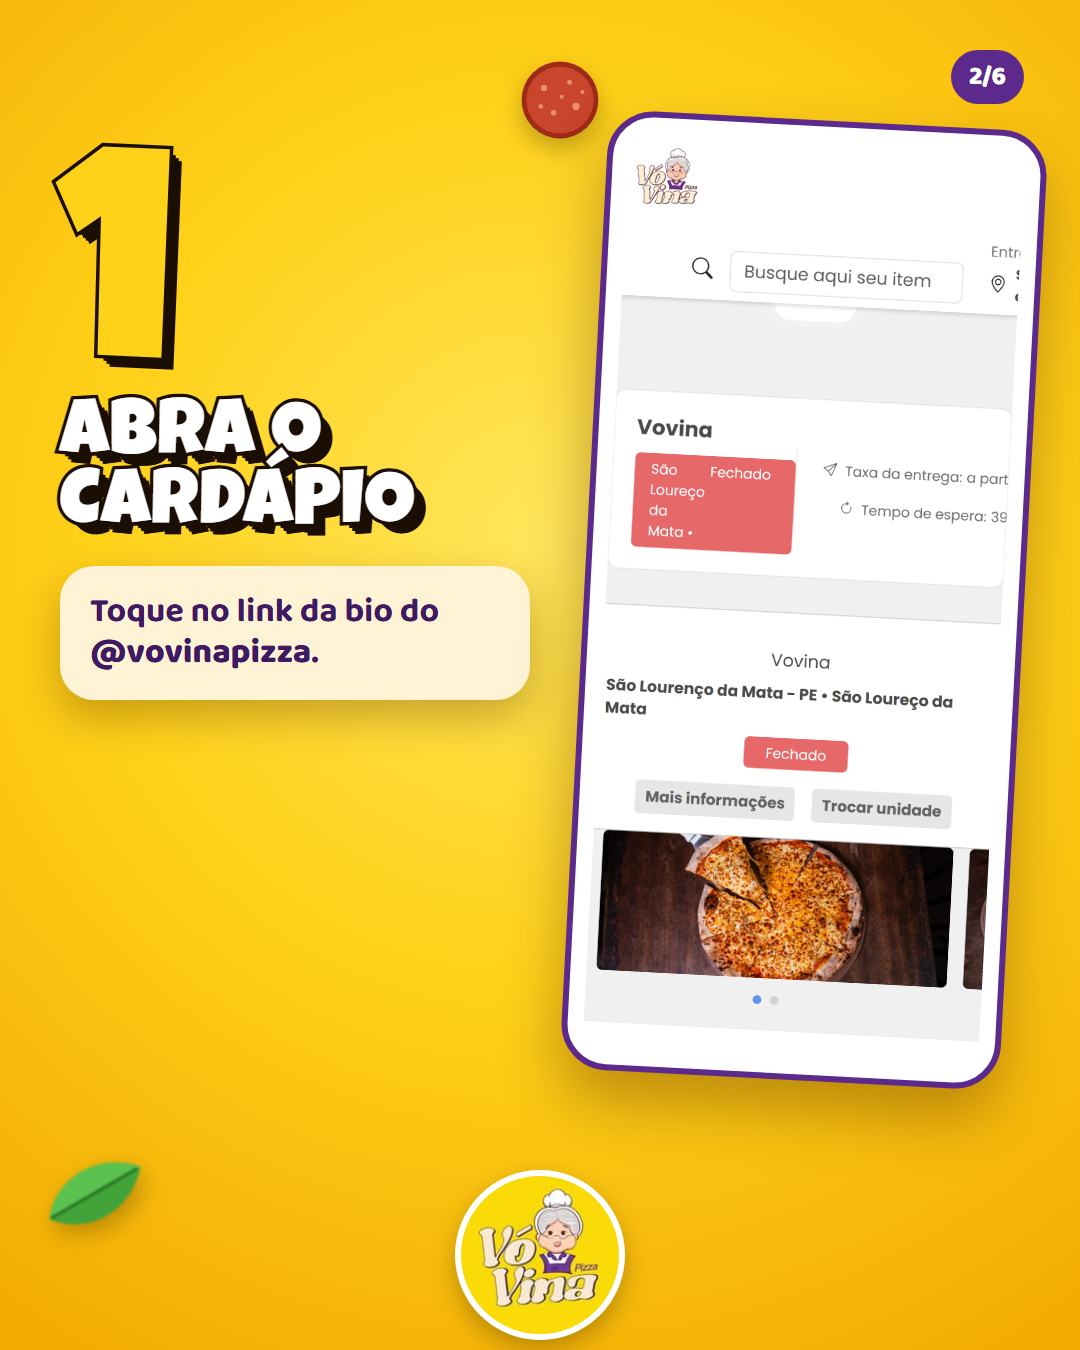 2/6
1
ABRA O
CARDÁPIO
Toque no link da bio do
@vovinapizza.
Vó
Vina
Pizza
Entr
Busque aqui seu item
Vovina
São
Loureço
da
Mata •
Fechado
Taxa da entrega: a part
Tempo de espera: 39
Vovina
São Lourenço da Mata - PE • São Loureço da
Mata
Fechado
Mais informações
Trocar unidade
Vó
Vina
Pizza